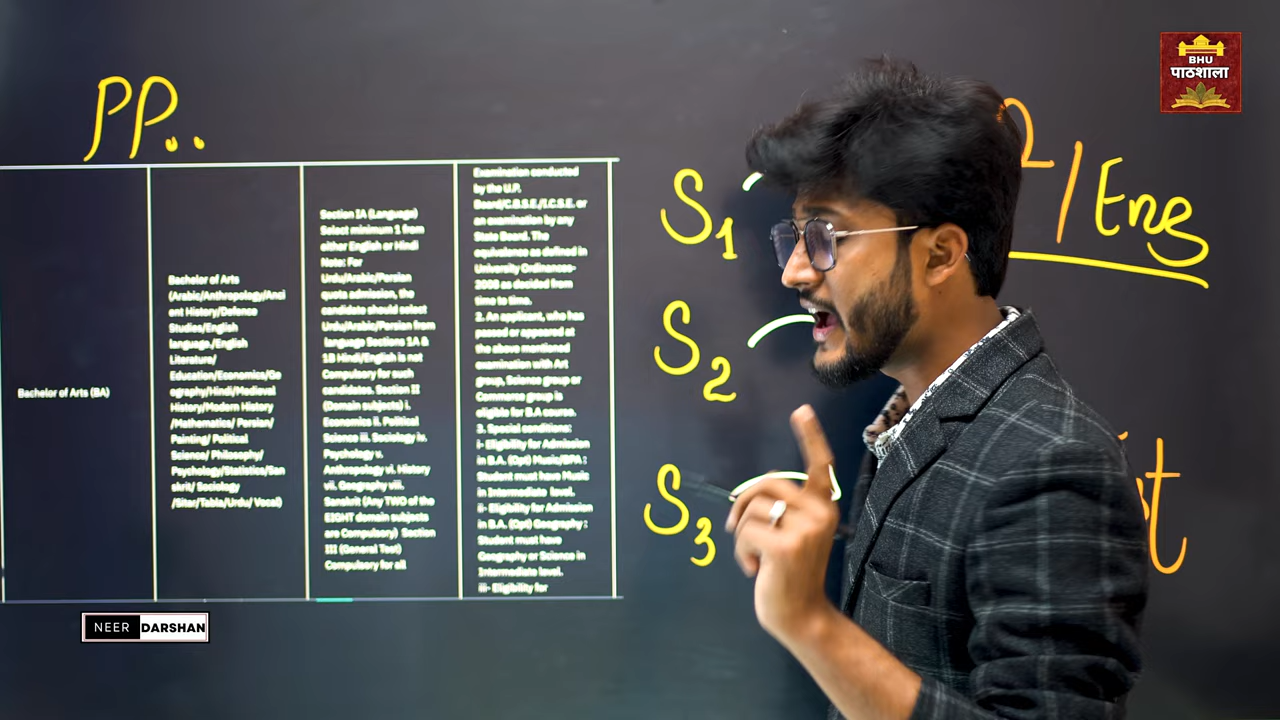 BHU
पाठशाला
PP..
Bachelor of Arts (BA)
Bachelor of Arts
(Arabic/Anthropology/Anci
ent History/Defence
Studies/English
language/English
Literature/
Education/Economics/Ge
ography/Hindi/Medieval
History/Modern History
/Mathematics/ Persian/
Painting/ Political
Science/ Philosophy/
Psychology/Statistics/San
skrit/ Sociology
/Sitar/Tabla/Urdu/ Vocal)
Section IA (Language)
Select minimum 1 from
either English or Hindi
Note: For
Urdu/Arabic/Persian
quota admission, the
candidate should select
Urdu/Arabic/Persian from
language Sections 1A &
1B Hindi/English is not
Compulsory for such
candidates. Section II
(Domain subjects) i.
Economics ii. Political
Science iii. Sociology iv.
Psychology v.
Anthropology vi. History
vii. Geography viii.
Sanskrit (Any TWO of the
EIGHT domain subjects
are Compulsory) Section
III (General Test)
Compulsory for all
Examination conducted
by the U.P.
Board/C.B.S.E./I.C.S.E. or
an examination by any
State Board. The
equivalence as defined in
University Ordinances-
2008 as decided from
time to time.
2. An applicant, who has
passed or appeared at
the above mentioned
examination with Art
group, Science group or
Commerce group is
eligible for B.A course.
3. Special conditions:
i- Eligibility for Admission
in B.A. (Opt) Music/BPA :
Student must have Music
in Intermediate level.
ii- Eligibility for Admission
in B.A. (Opt) Geography :
Student must have
Geography or Science in
Intermediate level.
iii- Eligibility for
S1
/Eng
S2
S3
NEER DARSHAN